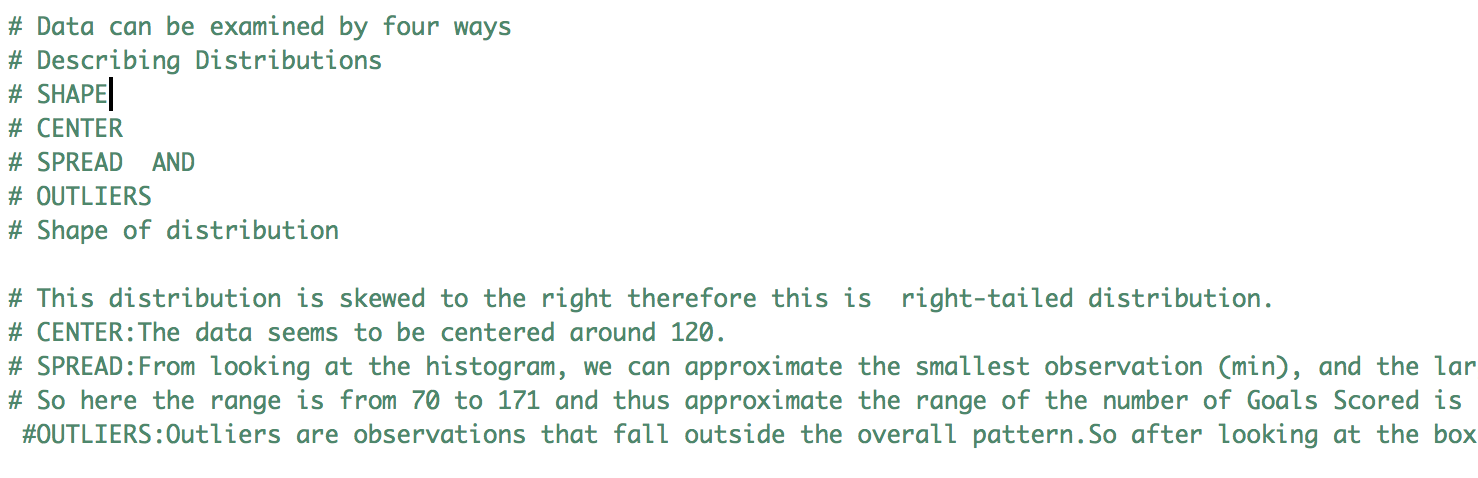 # Data can be examined by four ways
# Describing Distributions
# SHAPE
# CENTER
# SPREAD  AND
# OUTLIERS
# Shape of distribution
# This distribution is skewed to the right therefore this is  right-tailed distribution.
# CENTER:The data seems to be centered around 120.
# SPREAD:From looking at the histogram, we can approximate the smallest observation (min), and the lar
# So here the range is from 70 to 171 and thus approximate the range of the number of Goals Scored is
#OUTLIERS:Outliers are observations that fall outside the overall pattern.So after looking at the box